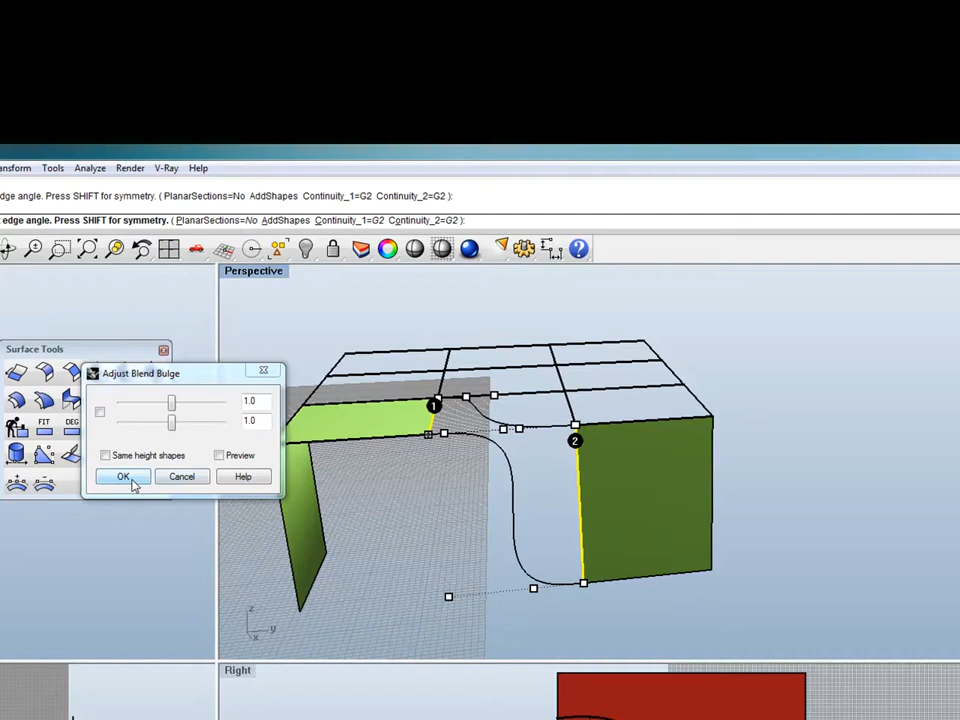 ansform Tools Analyze Render V-Ray Help
edge angle. Press SHIFT for symmetry. ( PlanarSections=No AddShapes Continuity_1=G2 Continuity_2=G2 ):
edge angle. Press SHIFT for symmetry. ( PlanarSections=No AddShapes Continuity_1=G2 Continuity_2=G2 ):
Perspective
Surface Tools
Adjust Blend Bulge
1.0
1.0
Same height shapes Preview
OK Cancel Help
FIT DEG
1
2
z
y
x
Right